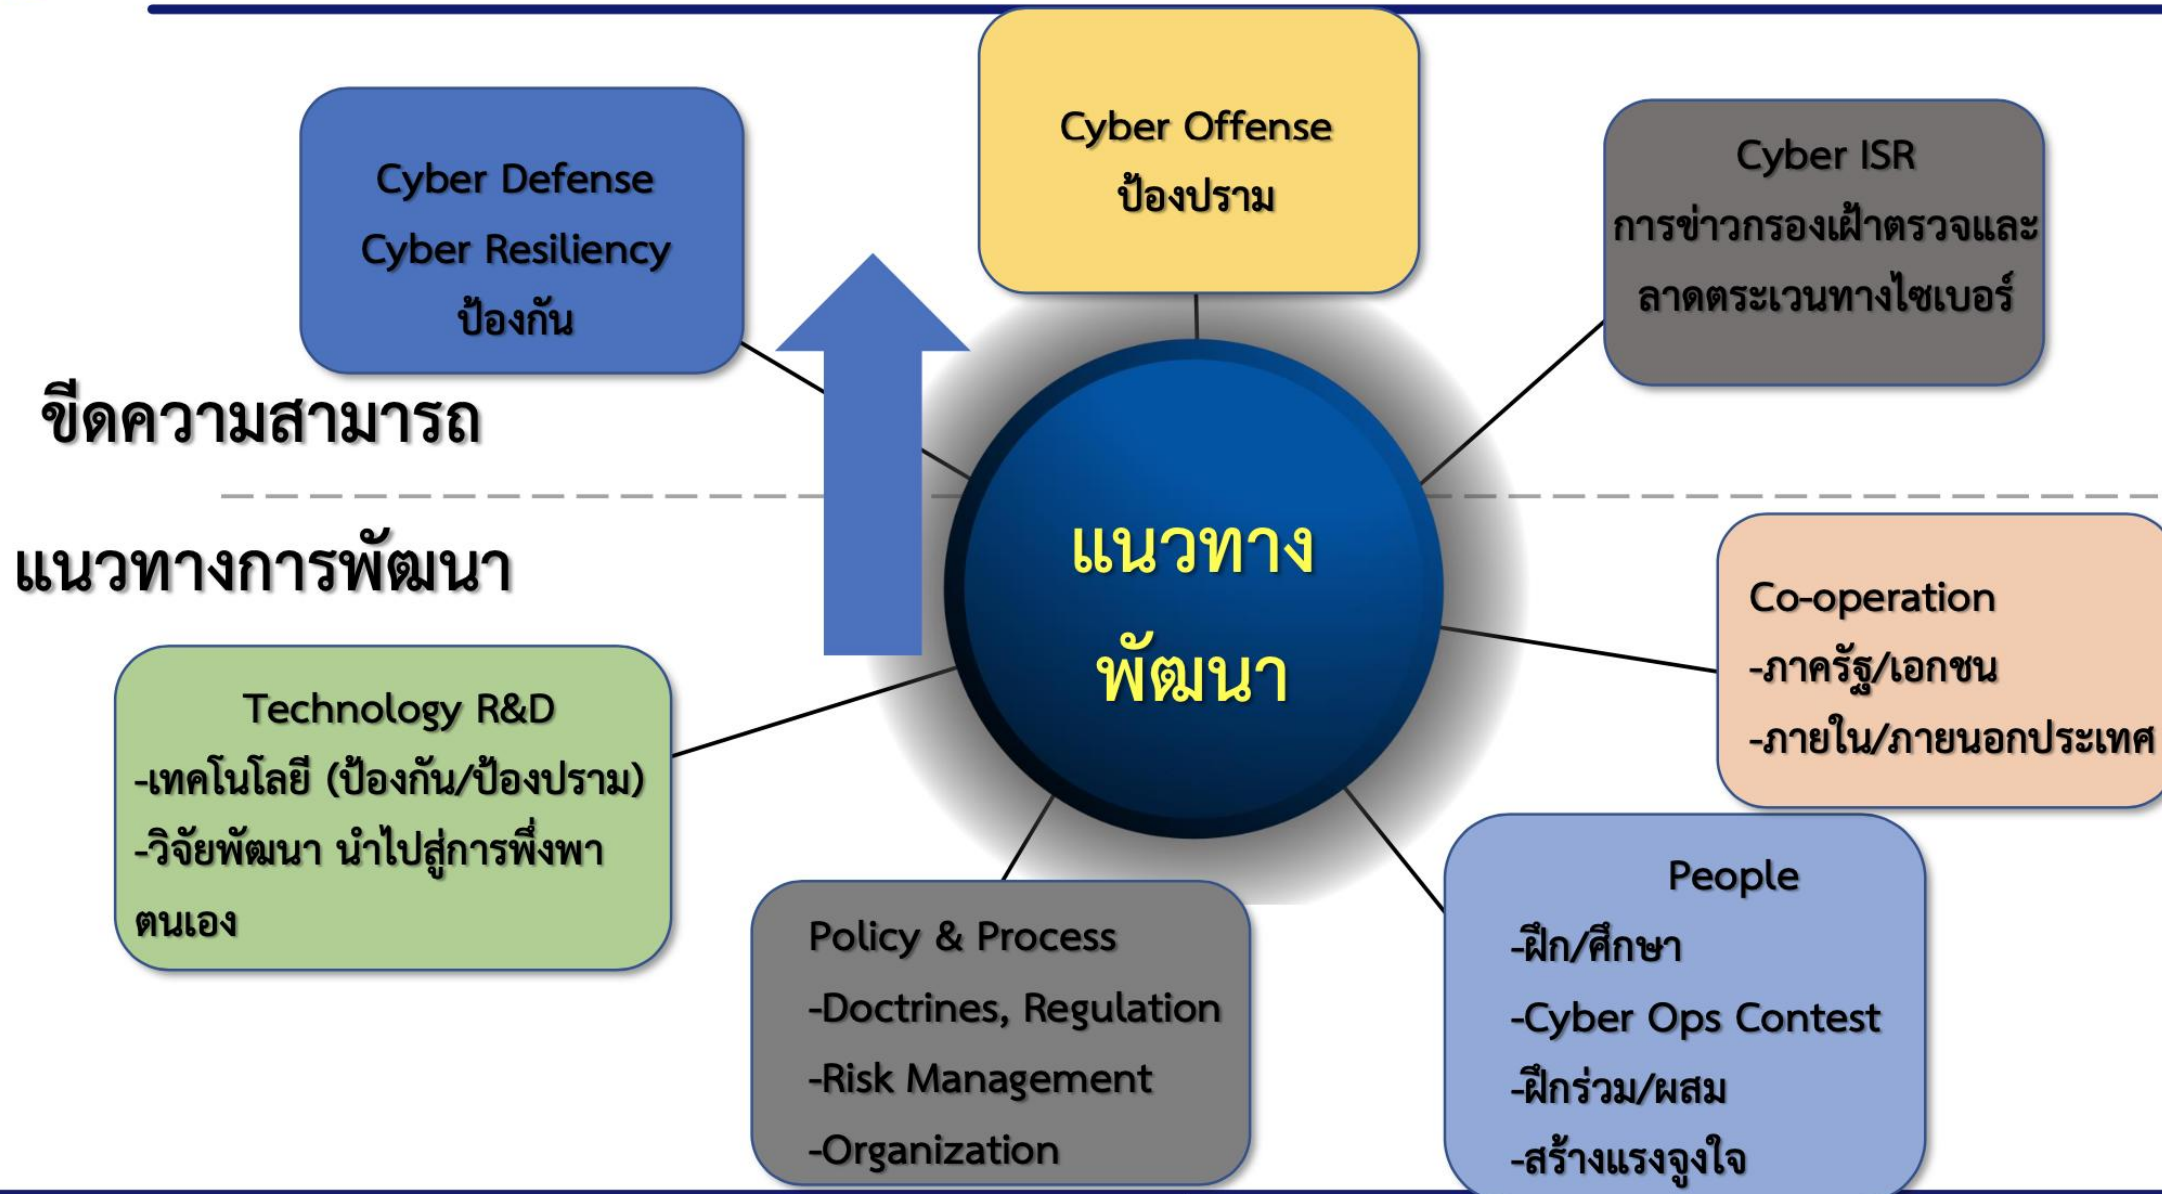 Cyber Defense
Cyber Resiliency
ป้องกัน
Cyber Offense
ป้องปราม
Cyber ISR
การข่าวกรองเฝ้าตรวจและ
ลาดตระเวนทางไซเบอร์
ขีดความสามารถ
แนวทางการพัฒนา
แนวทาง
พัฒนา
Co-operation
-ภาครัฐ/เอกชน
-ภายใน/ภายนอกประเทศ
Technology R&D
-เทคโนโลยี (ป้องกัน/ป้องปราม)
-วิจัยพัฒนา นำไปสู่การพึ่งพา
ตนเอง
Policy & Process
-Doctrines, Regulation
-Risk Management
-Organization
People
-ฝึก/ศึกษา
-Cyber Ops Contest
-ฝึกร่วม/ผสม
-สร้างแรงจูงใจ